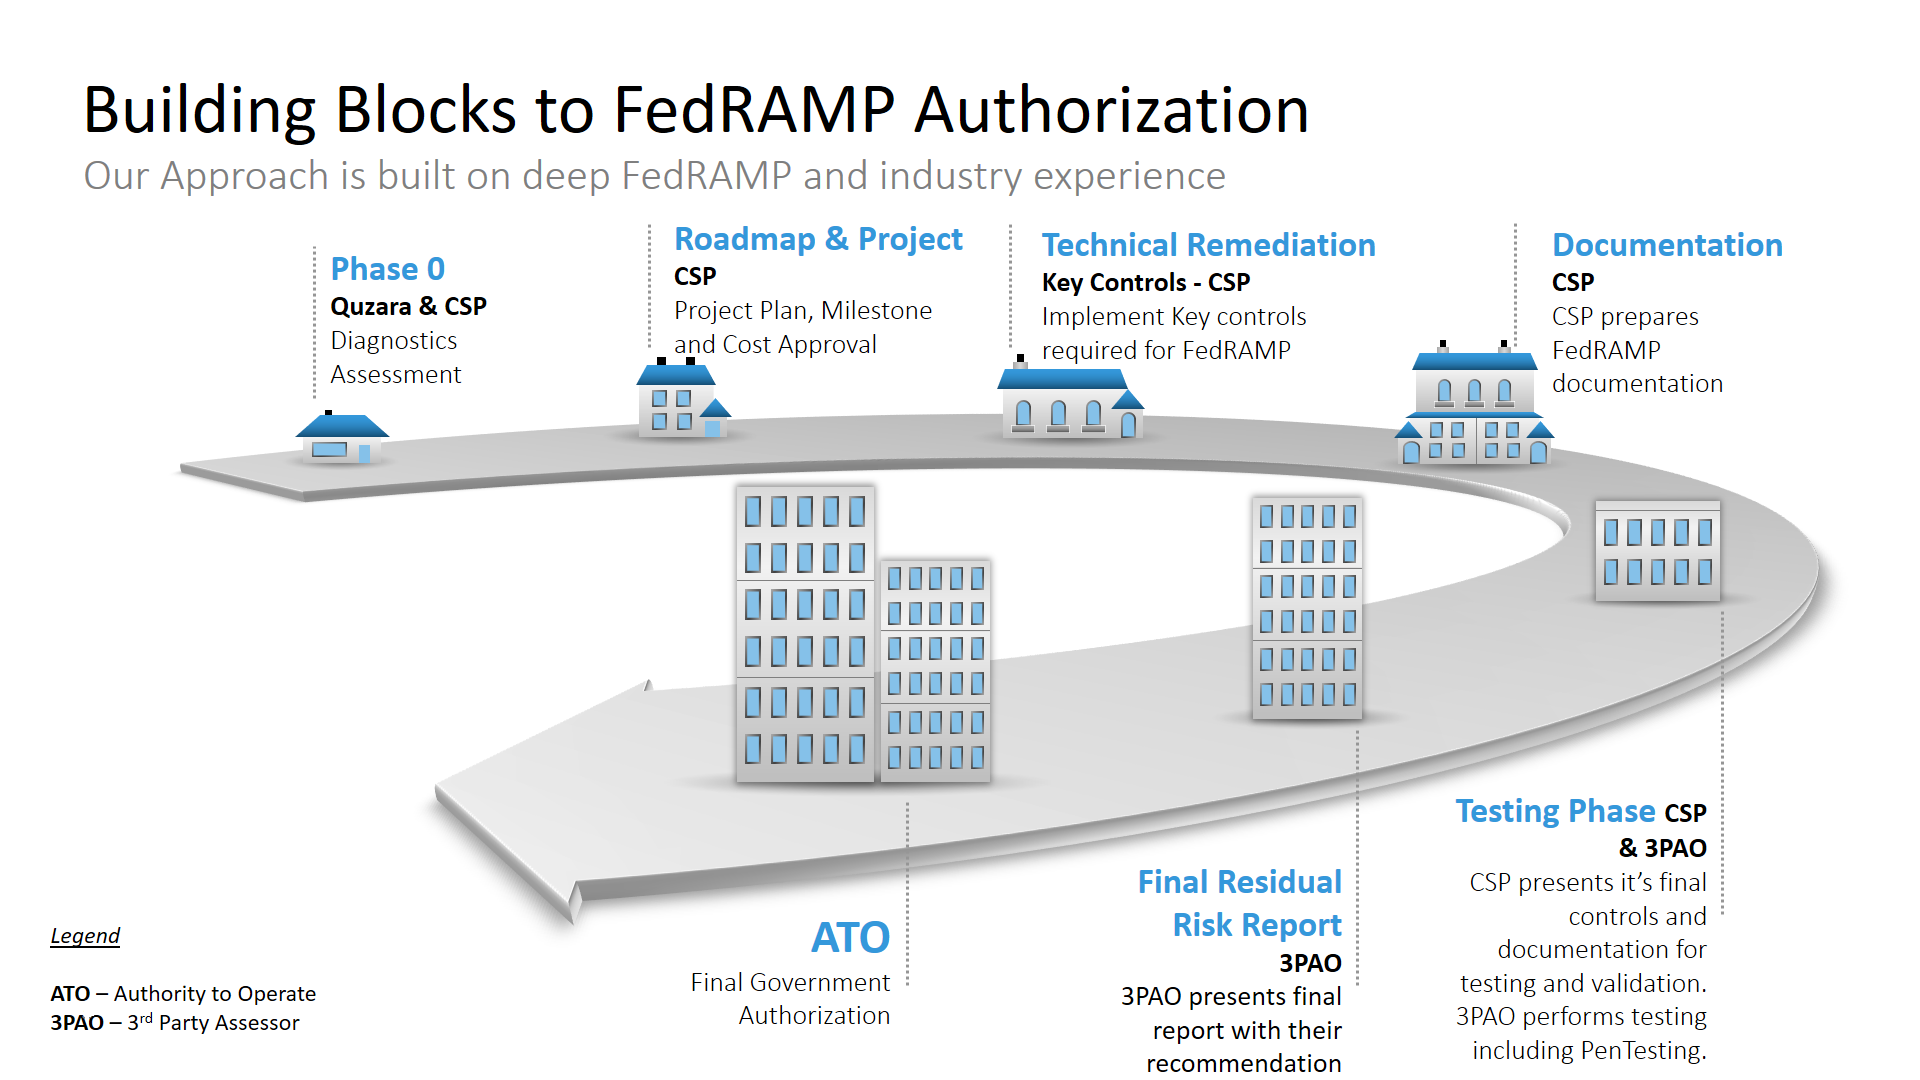 Building Blocks to FedRAMP Authorization
Our Approach is built on deep FedRAMP and industry experience
Phase 0
Quzara & CSP
Diagnostics
Assessment
Roadmap & Project
CSP
Project Plan, Milestone
and Cost Approval
Technical Remediation
Key Controls - CSP
Implement Key controls
required for FedRAMP
Documentation
CSP
CSP prepares
FedRAMP
documentation
Testing Phase CSP
& 3PAO
CSP presents it’s final
controls and
documentation for
testing and validation.
3PAO performs testing
including PenTesting.
Final Residual
Risk Report
3PAO
3PAO presents final
report with their
recommendation
ATO
Final Government
Authorization
Legend
ATO – Authority to Operate
3PAO – 3rd Party Assessor